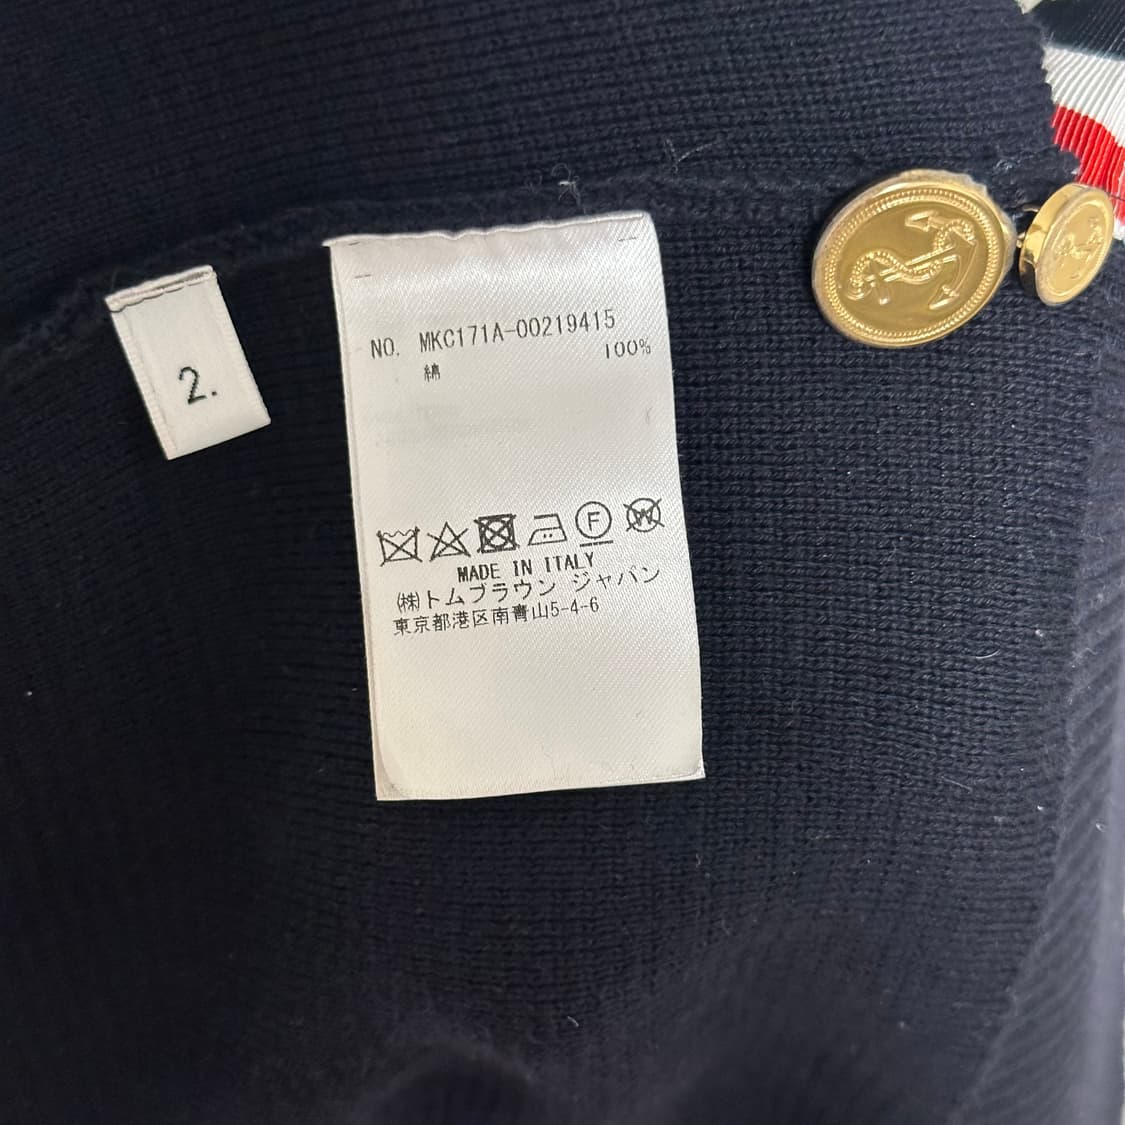 2.
NO. MKC171A-00219415
綿 100%
F
W
MADE IN ITALY
㈱トムブラウン ジャパン
東京都港区南青山5-4-6